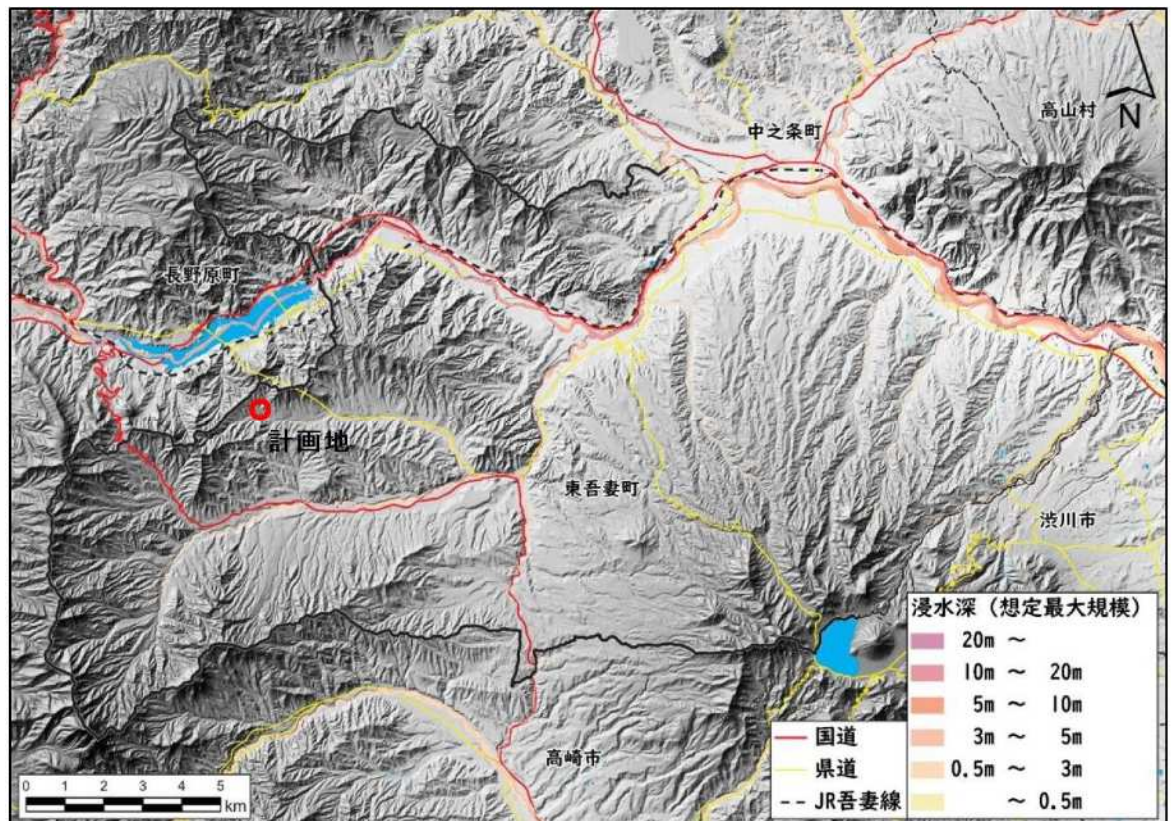 N
高山村
中之条町
長野原町
計画地
東吾妻町
渋川市
高崎市
浸水深（想定最大規模）
20m ～
10m ～ 20m
5m ～ 10m
3m ～ 5m
0.5m ～ 3m
～ 0.5m
国道
県道
JR吾妻線
0 1 2 3 4 5
km